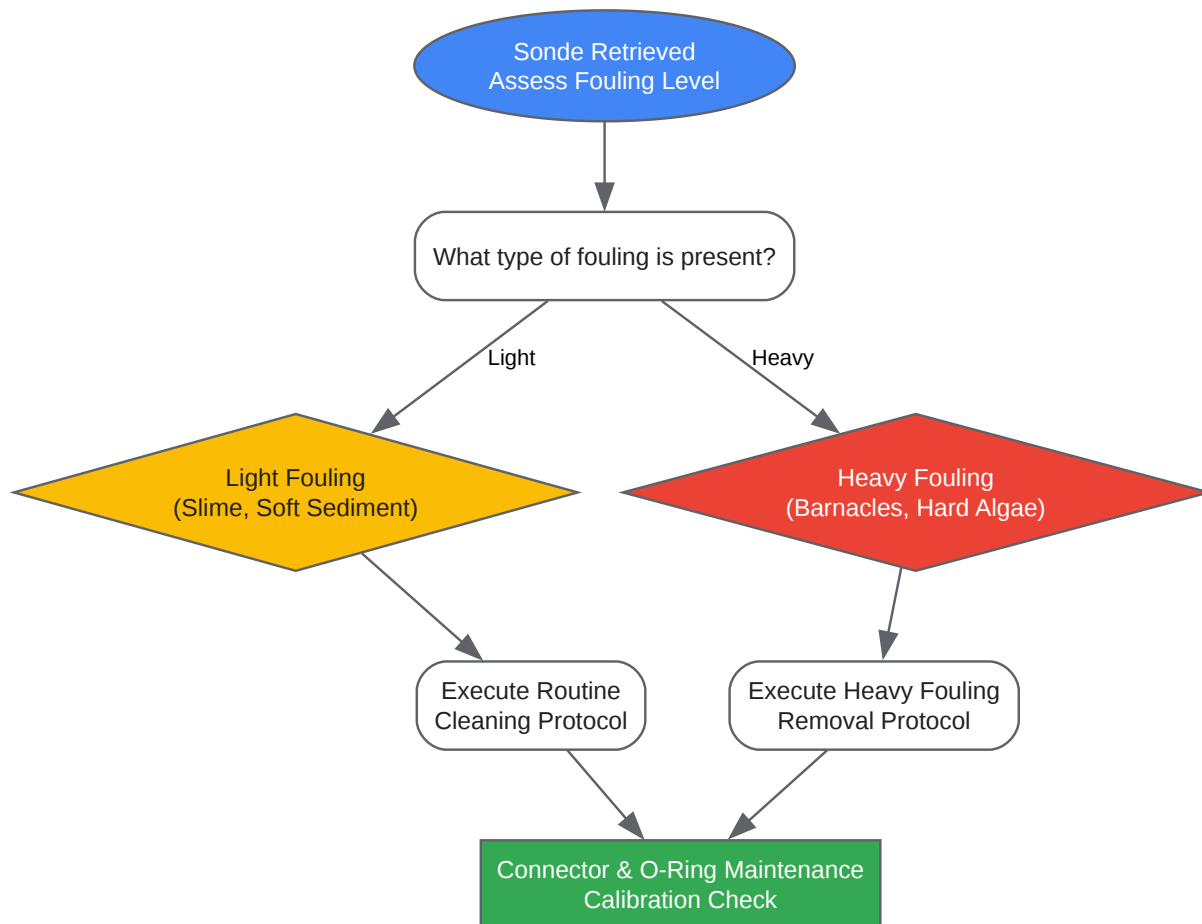 Sonde Retrieved
Assess Fouling Level
What type of fouling is present?
Light
Heavy
Light Fouling
(Slime, Soft Sediment)
Heavy Fouling
(Barnacles, Hard Algae)
Execute Routine
Cleaning Protocol
Execute Heavy Fouling
Removal Protocol
Connector & O-Ring Maintenance
Calibration Check